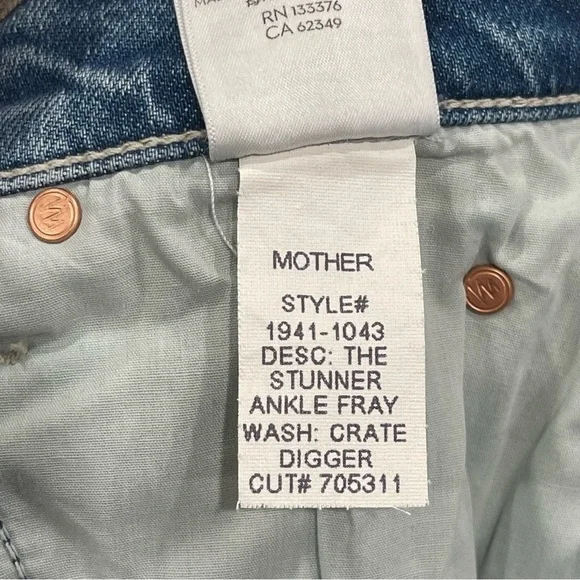 RN 133376
CA 62349
MOTHER
STYLE#
1941-1043
DESC: THE
STUNNER
ANKLE FRAY
WASH: CRATE
DIGGER
CUT# 705311